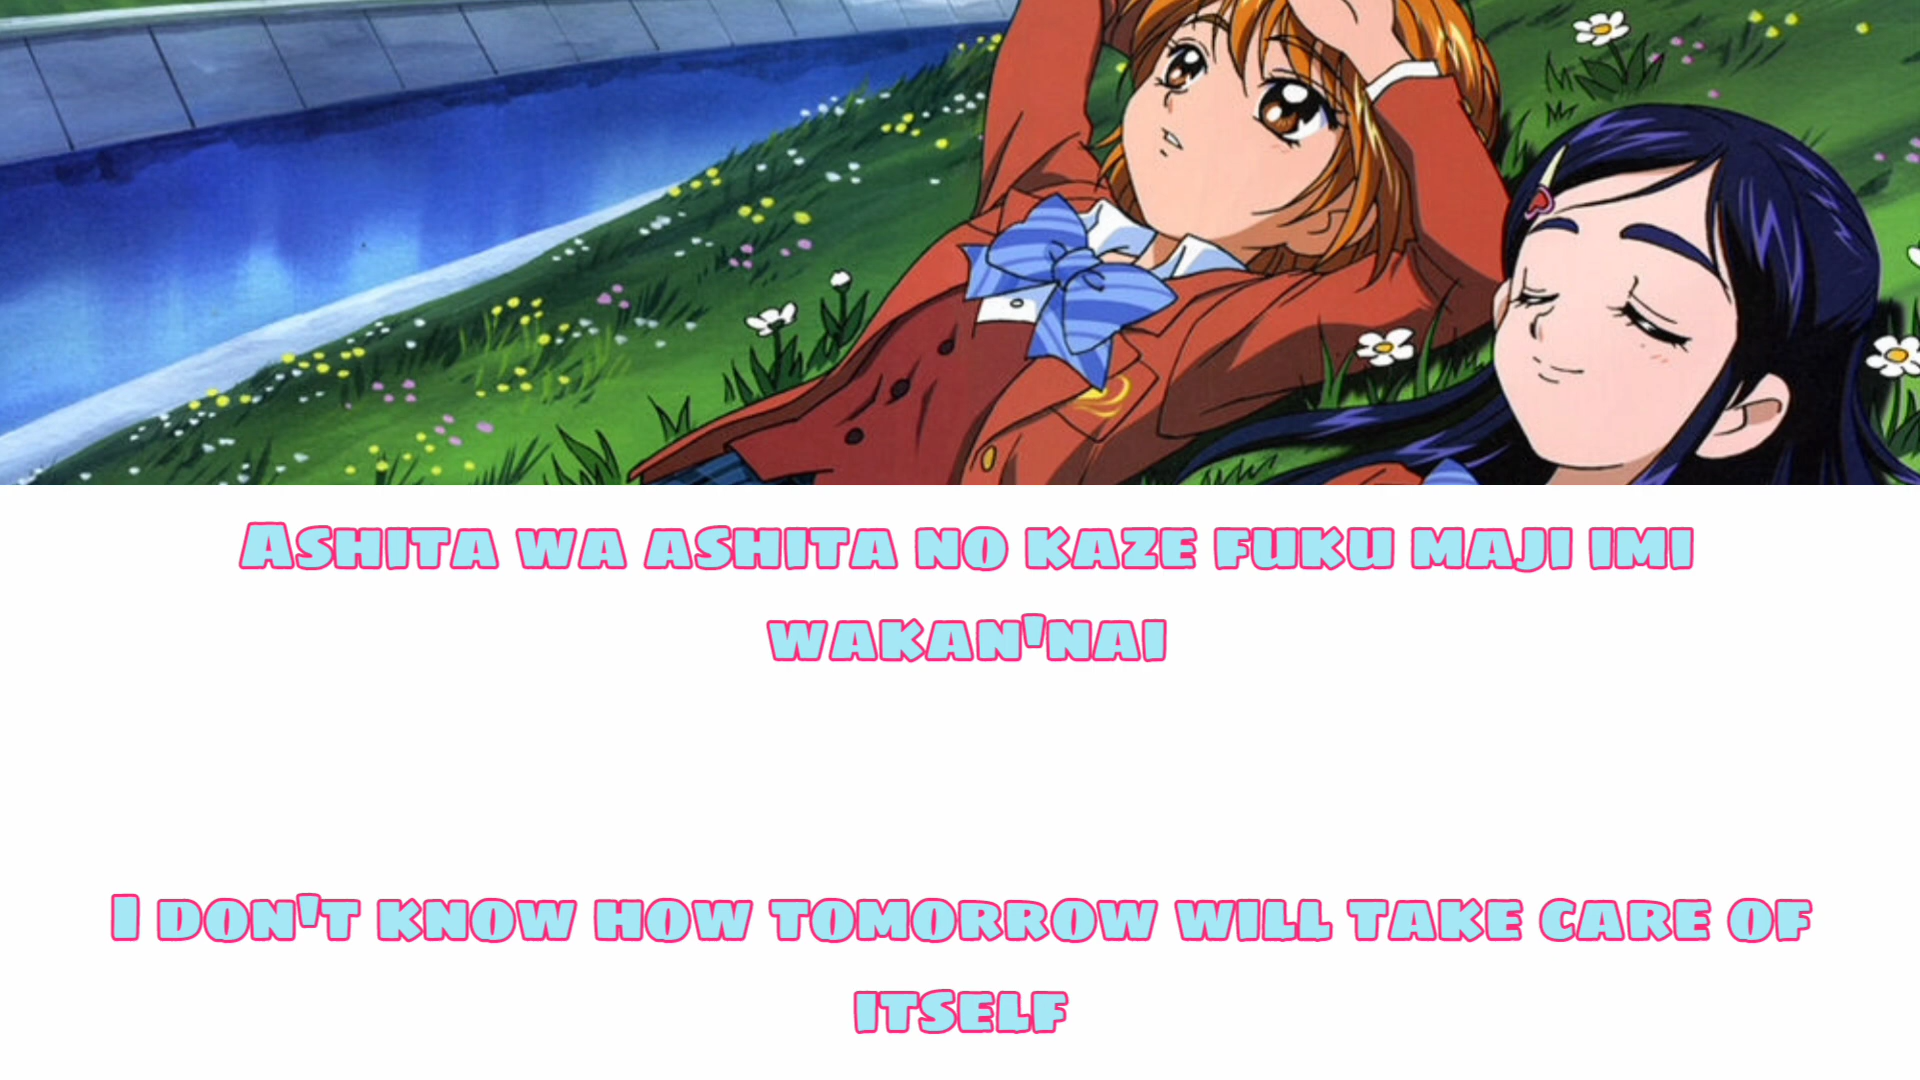 Ashita wa ashita no kaze fuku maji imi
wakan'nai
I don't know how tomorrow will take care of
itself